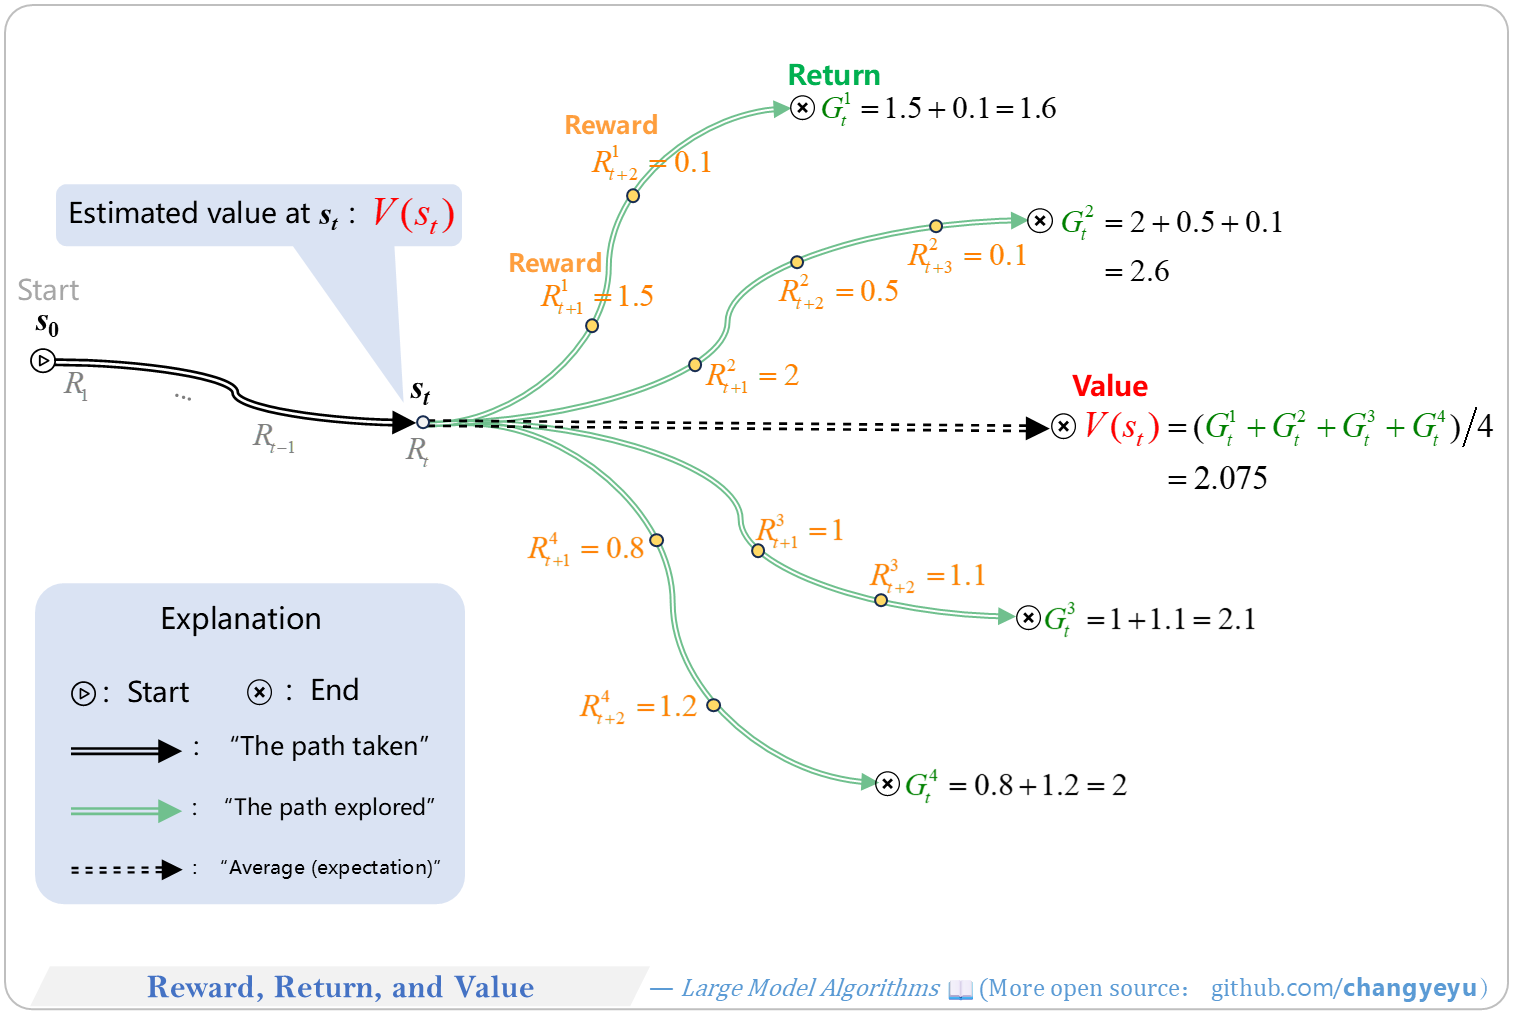 Return
G_t^1 = 1.5 + 0.1 = 1.6
Reward
R_{t+2}^1 = 0.1
Estimated value at s_t : V(s_t)
G_t^2 = 2 + 0.5 + 0.1
= 2.6
R_{t+3}^2 = 0.1
Reward
R_{t+1}^1 = 1.5
R_{t+2}^2 = 0.5
Start
s_0
R_1
...
R_{t-1}
s_t
R_t
R_{t+1}^2 = 2
Value
V(s_t) = (G_t^1 + G_t^2 + G_t^3 + G_t^4)/4
= 2.075
R_{t+1}^3 = 1
R_{t+1}^4 = 0.8
R_{t+2}^3 = 1.1
G_t^3 = 1 + 1.1 = 2.1
R_{t+2}^4 = 1.2
G_t^4 = 0.8 + 1.2 = 2
Explanation
: Start : End
: “The path taken”
: “The path explored”
: “Average (expectation)”
Reward, Return, and Value
— Large Model Algorithms 📖 (More open source： github.com/changyeyu）